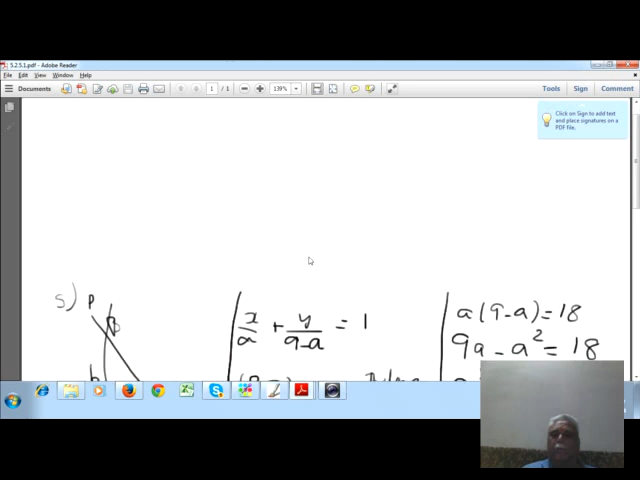 5.2.5.1.pdf - Adobe Reader
File Edit View Window Help
Documents 1 / 1 139% Tools Sign Comment
Click on Sign to add text
and place signatures on a
PDF file.
5) P
x/a + y/(9-a) = 1
a(9-a)=18
9a-a²=18
b